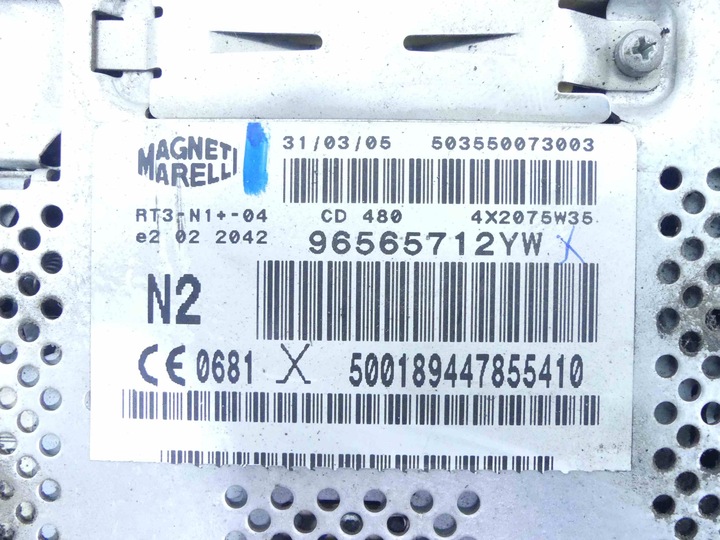 MAGNETI MARELLI
31/03/05 503550073003
RT3-N1+-04 CD 480 4X2075W35
e2 02 2042 96565712YW X
N2
CE 0681 X 500189447855410